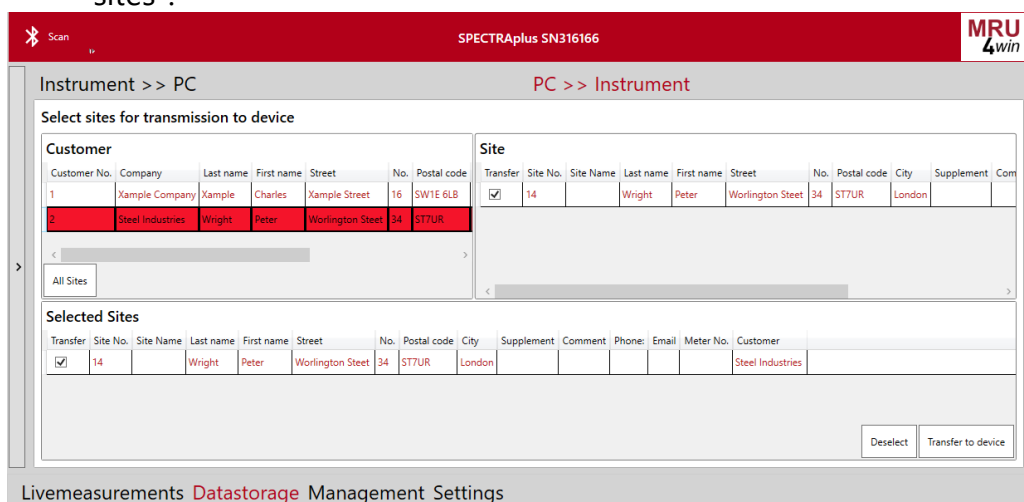 sites".
Scan SPECTRAplus SN316166 MRU
4win
Instrument >> PC PC >> Instrument
Select sites for transmission to device
Customer
Customer No. Company Last name First name Street No. Postal code
1 Xample Company Xample Charles Xample Street 16 SW1E 6LB
2 Steel Industries Wright Peter Worlington Steet 34 ST7UR
All Sites
Site
Transfer Site No. Site Name Last name First name Street No. Postal code City Supplement Com
14 Wright Peter Worlington Steet 34 ST7UR London
Selected Sites
Transfer Site No. Site Name Last name First name Street No. Postal code City Supplement Comment Phone: Email Meter No. Customer
14 Wright Peter Worlington Steet 34 ST7UR London Steel Industries
Deselect Transfer to device
Livemeasurements Datastorage Management Settings